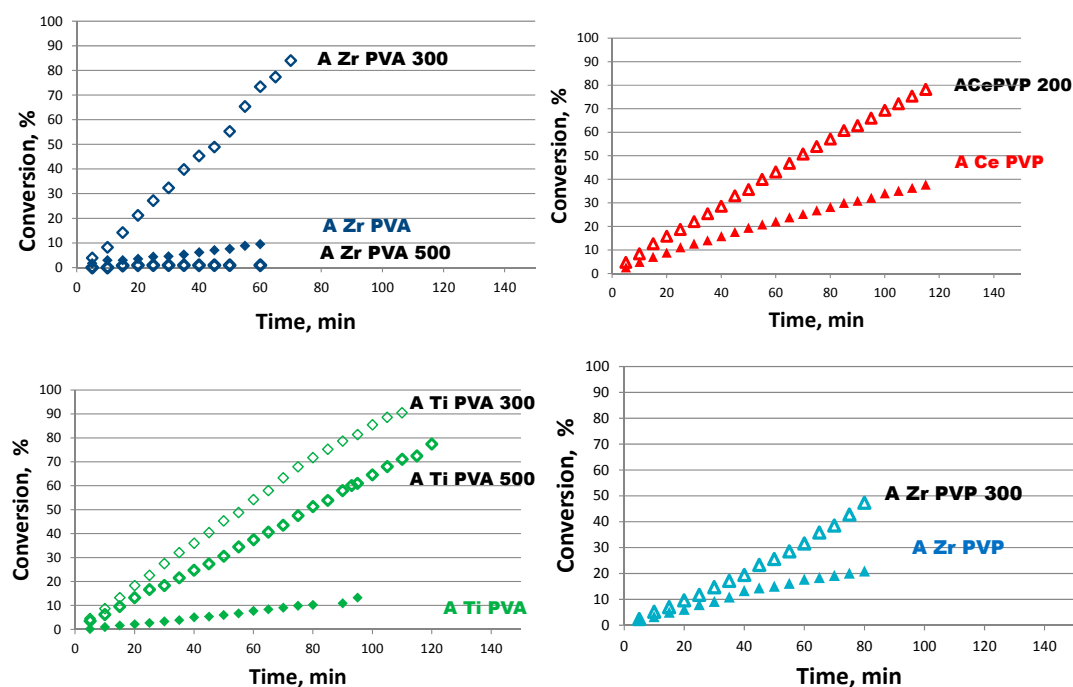 100
90
80
70
60
50
40
30
20
10
0
Conversion, %
A Zr PVA 300
A Zr PVA
A Zr PVA 500
0 20 40 60 80 100 120 140
Time, min
100
90
80
70
60
50
40
30
20
10
0
Conversion, %
ACePVP 200
A Ce PVP
0 20 40 60 80 100 120 140
Time, min
100
90
80
70
60
50
40
30
20
10
0
Conversion, %
A Ti PVA 300
A Ti PVA 500
A Ti PVA
0 20 40 60 80 100 120 140
Time, min
100
90
80
70
60
50
40
30
20
10
0
Conversion, %
A Zr PVP 300
A Zr PVP
0 20 40 60 80 100 120 140
Time, min